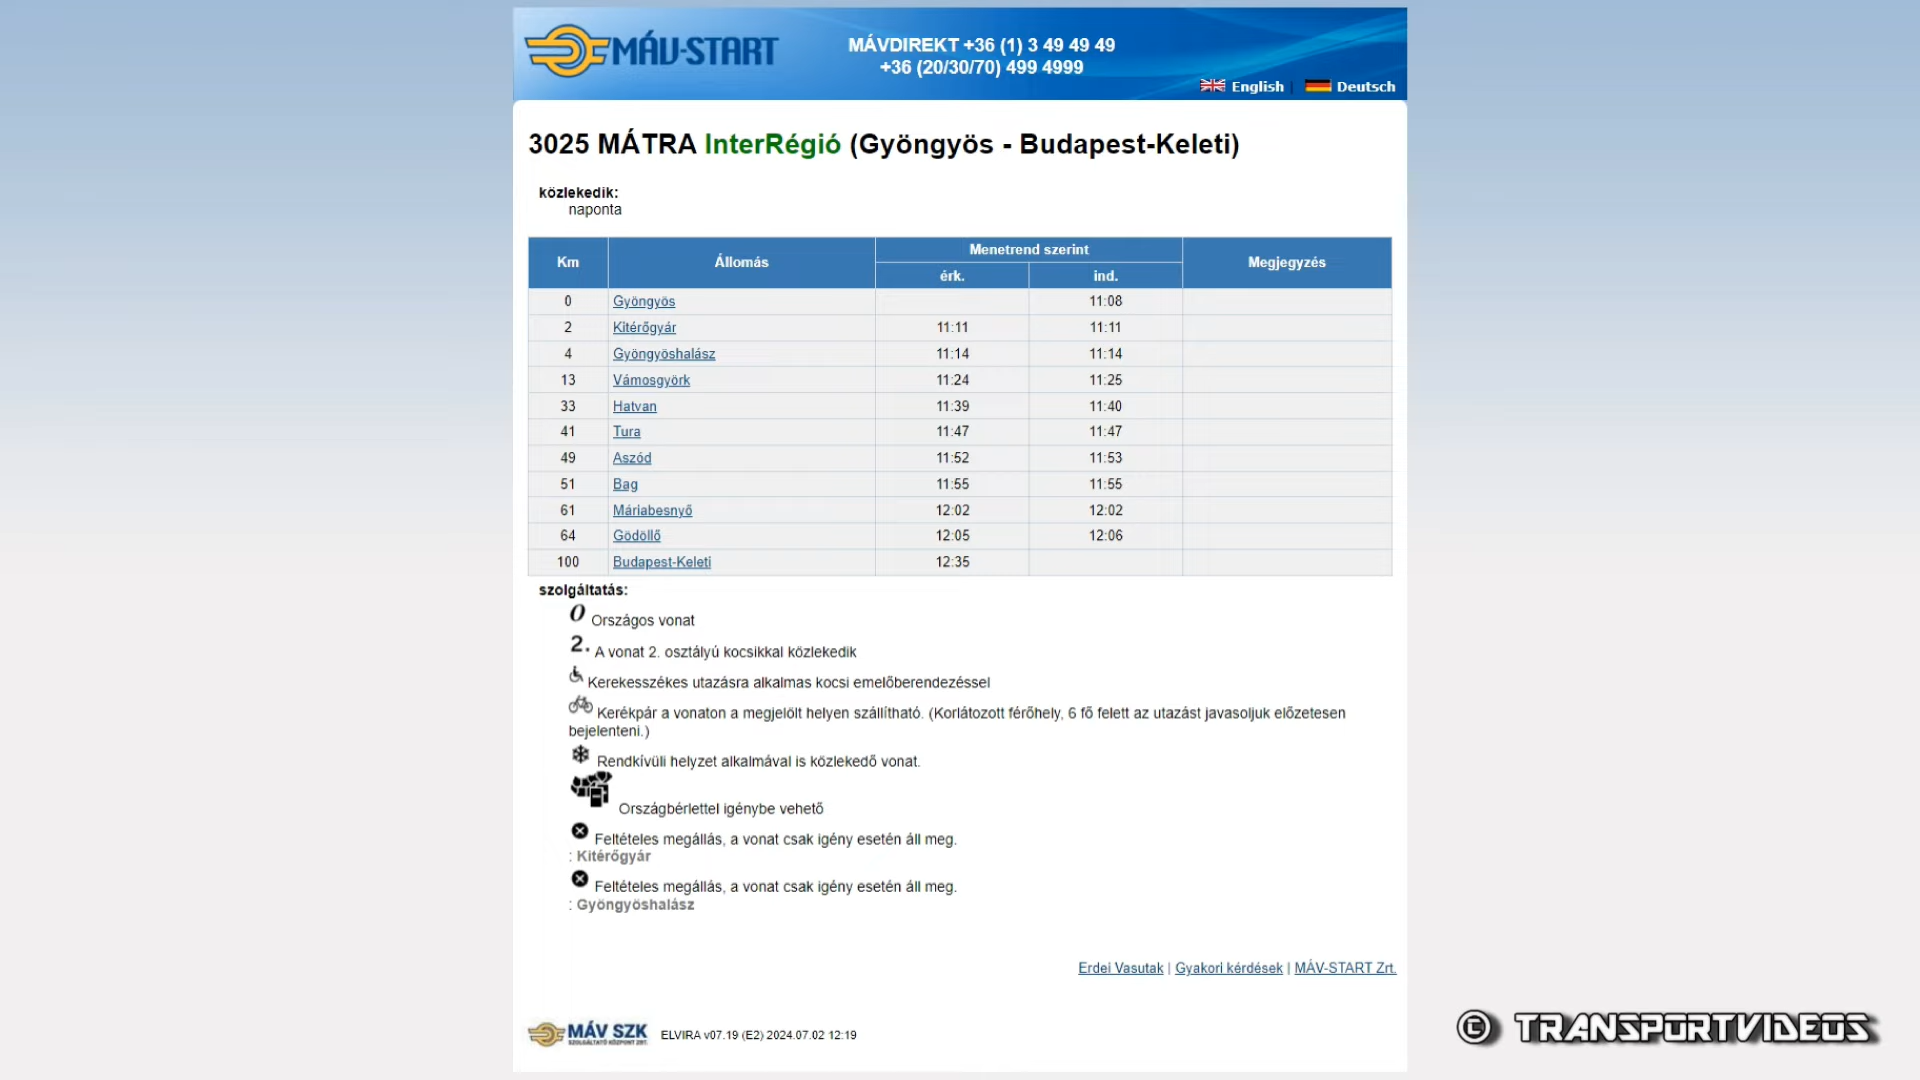 MÁV-START
MÁVDIREKT +36 (1) 3 49 49 49
+36 (20/30/70) 499 4999
English | Deutsch
3025 MÁTRA InterRégió (Gyöngyös - Budapest-Keleti)
közlekedik:
naponta
Km Állomás Menetrend szerint Megjegyzés
érk. ind.
0 Gyöngyös 11:08
2 Kitérőgyár 11:11 11:11
4 Gyöngyöshalász 11:14 11:14
13 Vámosgyörk 11:24 11:25
33 Hatvan 11:39 11:40
41 Tura 11:47 11:47
49 Aszód 11:52 11:53
51 Bag 11:55 11:55
61 Máriabesnyő 12:02 12:02
64 Gödöllő 12:05 12:06
100 Budapest-Keleti 12:35
szolgáltatás:
O Országos vonat
2. A vonat 2. osztályú kocsikkal közlekedik
Kerekesszékes utazásra alkalmas kocsi emelőberendezéssel
Kerékpár a vonaton a megjelölt helyen szállítható. (Korlátozott férőhely, 6 fő felett az utazást javasoljuk előzetesen
bejelenteni.)
Rendkívüli helyzet alkalmával is közlekedő vonat.
Országbérlettel igénybe vehető
Feltételes megállás, a vonat csak igény esetén áll meg.
: Kitérőgyár
Feltételes megállás, a vonat csak igény esetén áll meg.
: Gyöngyöshalász
Erdei Vasutak | Gyakori kérdések | MÁV-START Zrt.
MÁV SZK
SZOLGÁLTATÓ KÖZPONT ZRT.
ELVIRA v07.19 (E2) 2024.07.02 12:19
© TRANSPORTVIDEOS